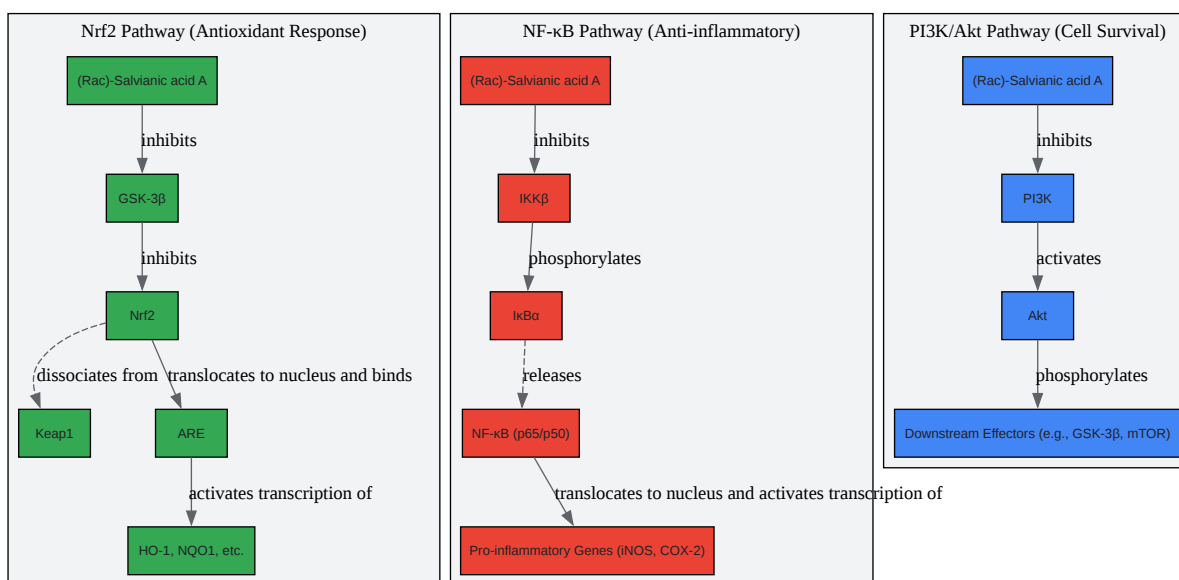 Nrf2 Pathway (Antioxidant Response)
(Rac)-Salvianic acid A
inhibits
GSK-3β
inhibits
Nrf2
dissociates from
translocates to nucleus and binds
Keap1
ARE
activates transcription of
HO-1, NQO1, etc.
NF-κB Pathway (Anti-inflammatory)
(Rac)-Salvianic acid A
inhibits
IKKβ
phosphorylates
IκBα
releases
NF-κB (p65/p50)
translocates to nucleus and activates transcription of
Pro-inflammatory Genes (iNOS, COX-2)
PI3K/Akt Pathway (Cell Survival)
(Rac)-Salvianic acid A
inhibits
PI3K
activates
Akt
phosphorylates
Downstream Effectors (e.g., GSK-3β, mTOR)